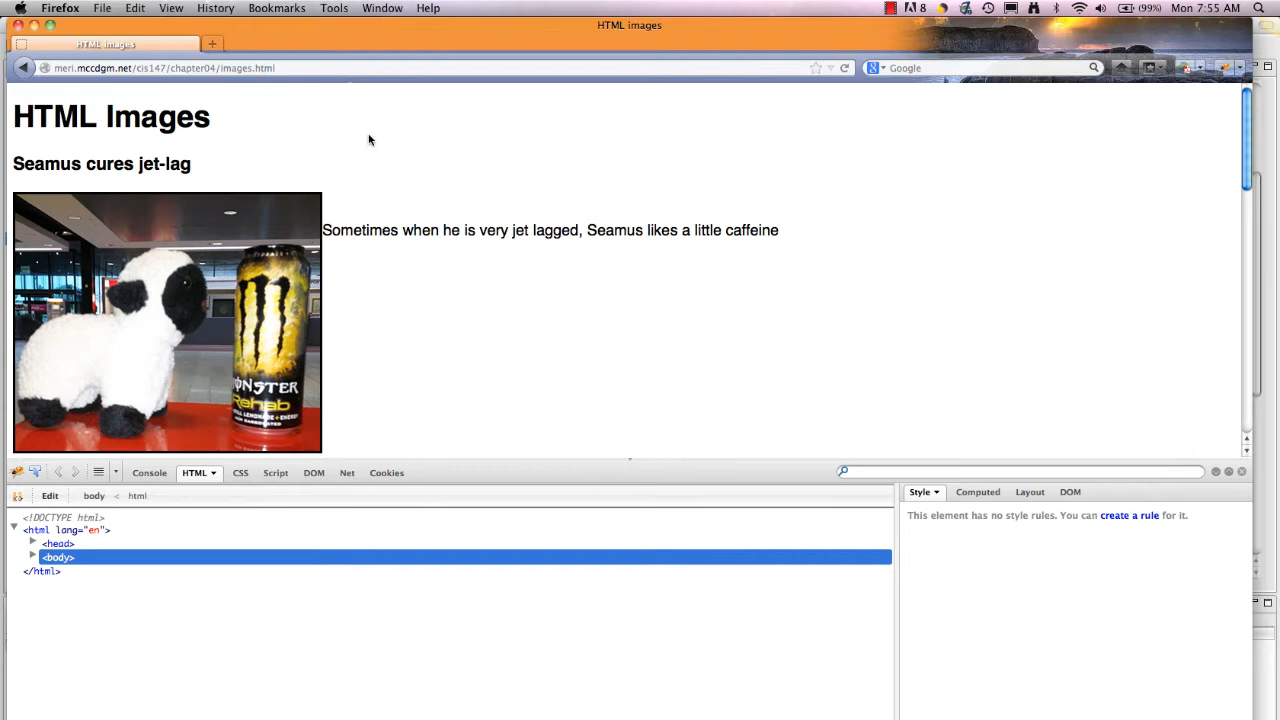 Firefox File Edit View History Bookmarks Tools Window Help 8 (99%) Mon 7:55 AM
HTML images
HTML images
meri.mccdgm.net/cis147/chapter04/images.html Google
HTML Images
Seamus cures jet-lag
Sometimes when he is very jet lagged, Seamus likes a little caffeine
MONSTER
Rehab
Console HTML CSS Script DOM Net Cookies
Edit body < html
Style Computed Layout DOM
This element has no style rules. You can create a rule for it.
<!DOCTYPE html>
<html lang="en">
<head>
<body>
</html>